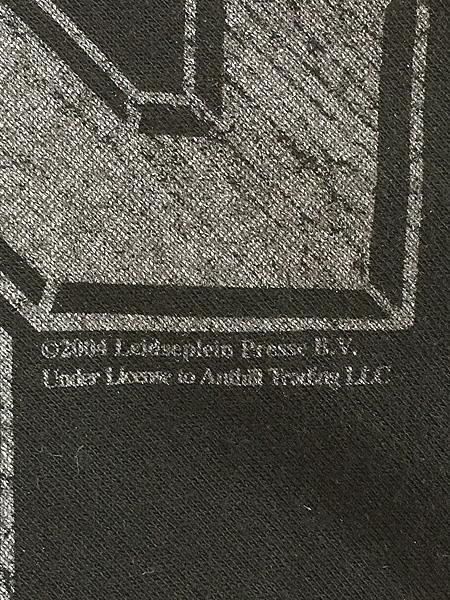 ©2004 Leidseplein Presse B.V.
Under License to Anthill Trading LLC